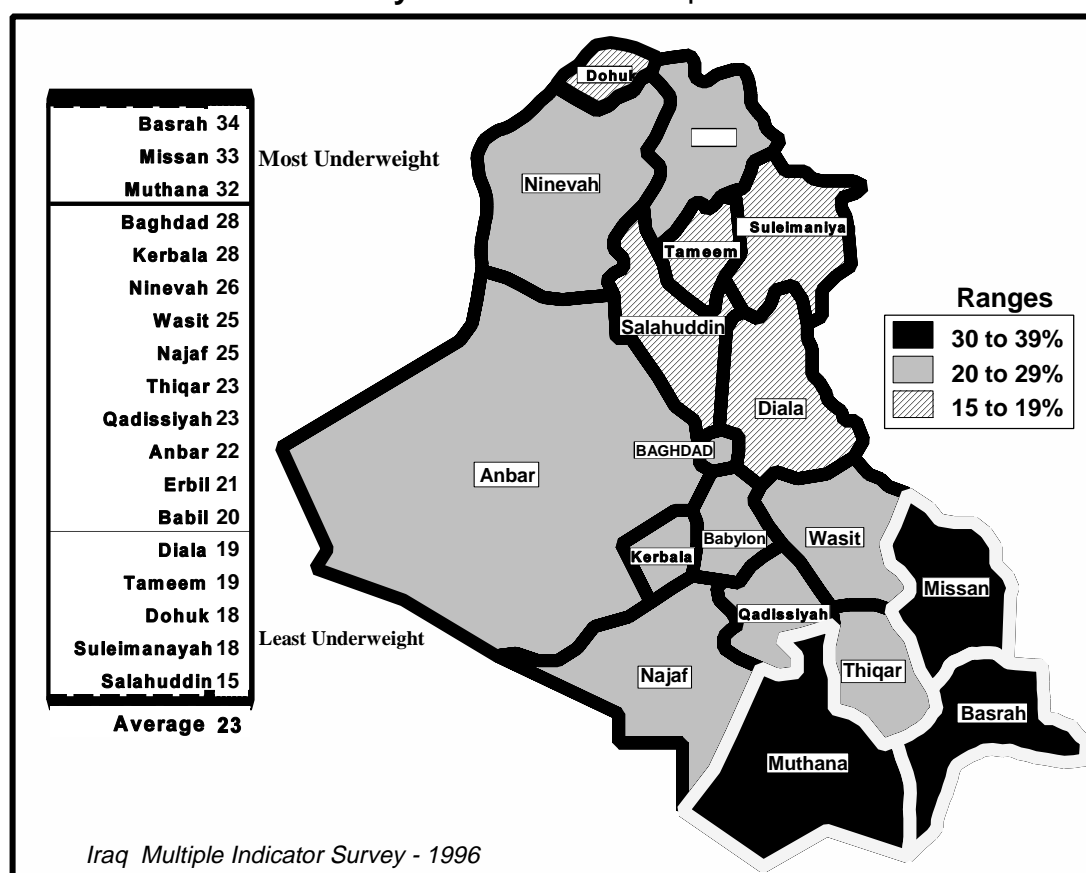 Basrah 34
Missan 33
Muthana 32
Baghdad 28
Kerbala 28
Ninevah 26
Wasit 25
Najaf 25
Thiqar 23
Qadissiyah 23
Anbar 22
Erbil 21
Babil 20
Diala 19
Tameem 19
Dohuk 18
Suleimanayah 18
Salahuddin 15
Average 23
Most Underweight
Least Underweight
Dohuk
Ninevah
Suleimaniya
Tameem
Salahuddin
Diala
BAGHDAD
Anbar
Babylon
Wasit
Kerbala
Missan
Qadissiyah
Najaf
Thiqar
Basrah
Muthana
Ranges
30 to 39%
20 to 29%
15 to 19%
Iraq Multiple Indicator Survey - 1996